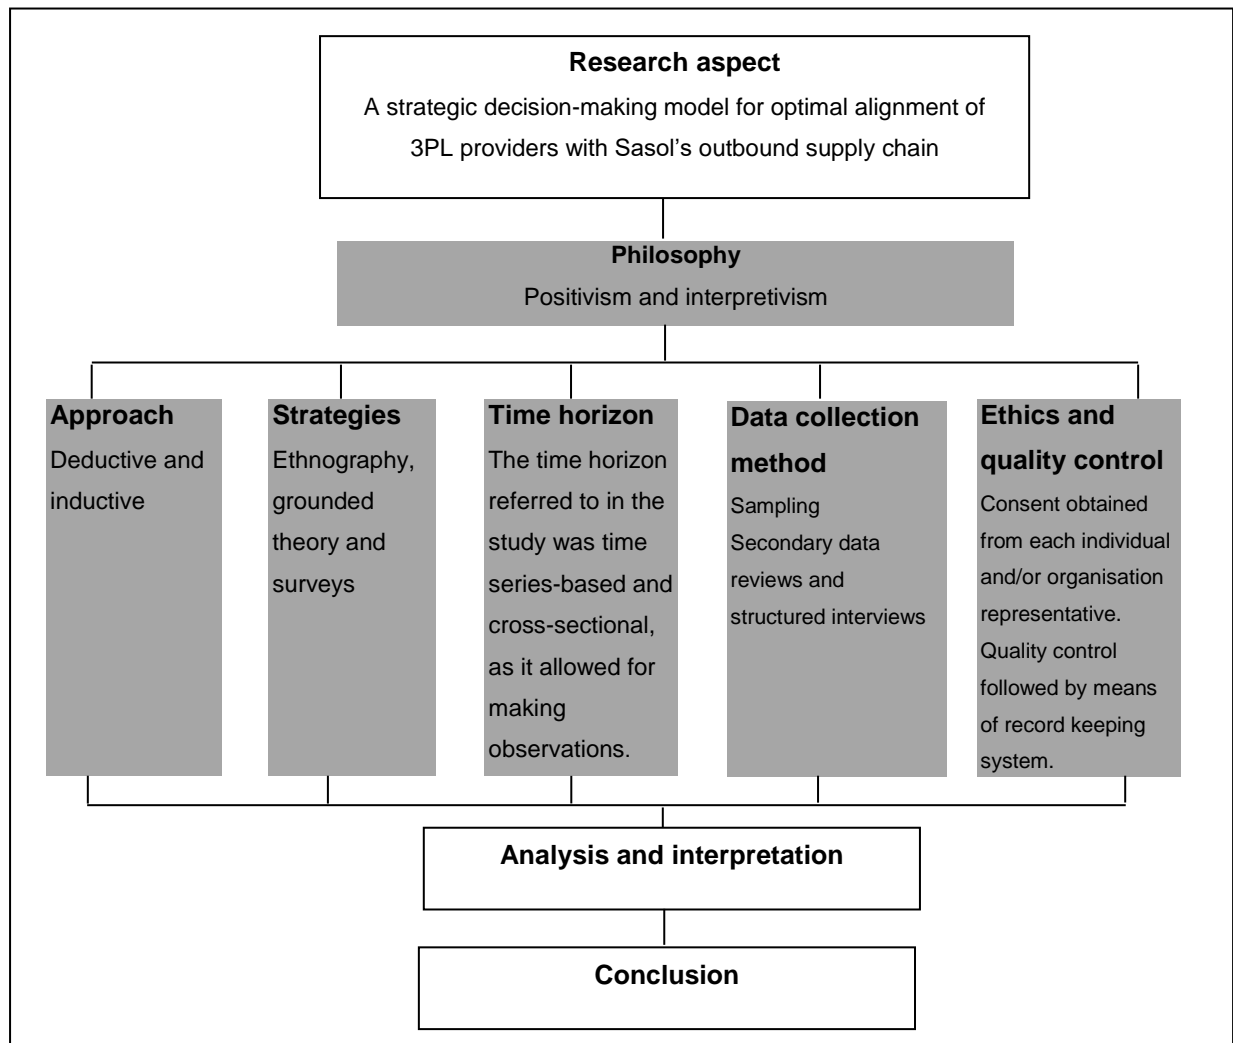 Research aspect
A strategic decision-making model for optimal alignment of
3PL providers with Sasol's outbound supply chain
Philosophy
Positivism and interpretivism
Approach
Deductive and
inductive
Strategies
Ethnography,
grounded
theory and
surveys
Time horizon
The time horizon
referred to in the
study was time
series-based and
cross-sectional,
as it allowed for
making
observations.
Data collection
method
Sampling
Secondary data
reviews and
structured interviews
Ethics and
quality control
Consent obtained
from each individual
and/or organisation
representative.
Quality control
followed by means
of record keeping
system.
Analysis and interpretation
Conclusion